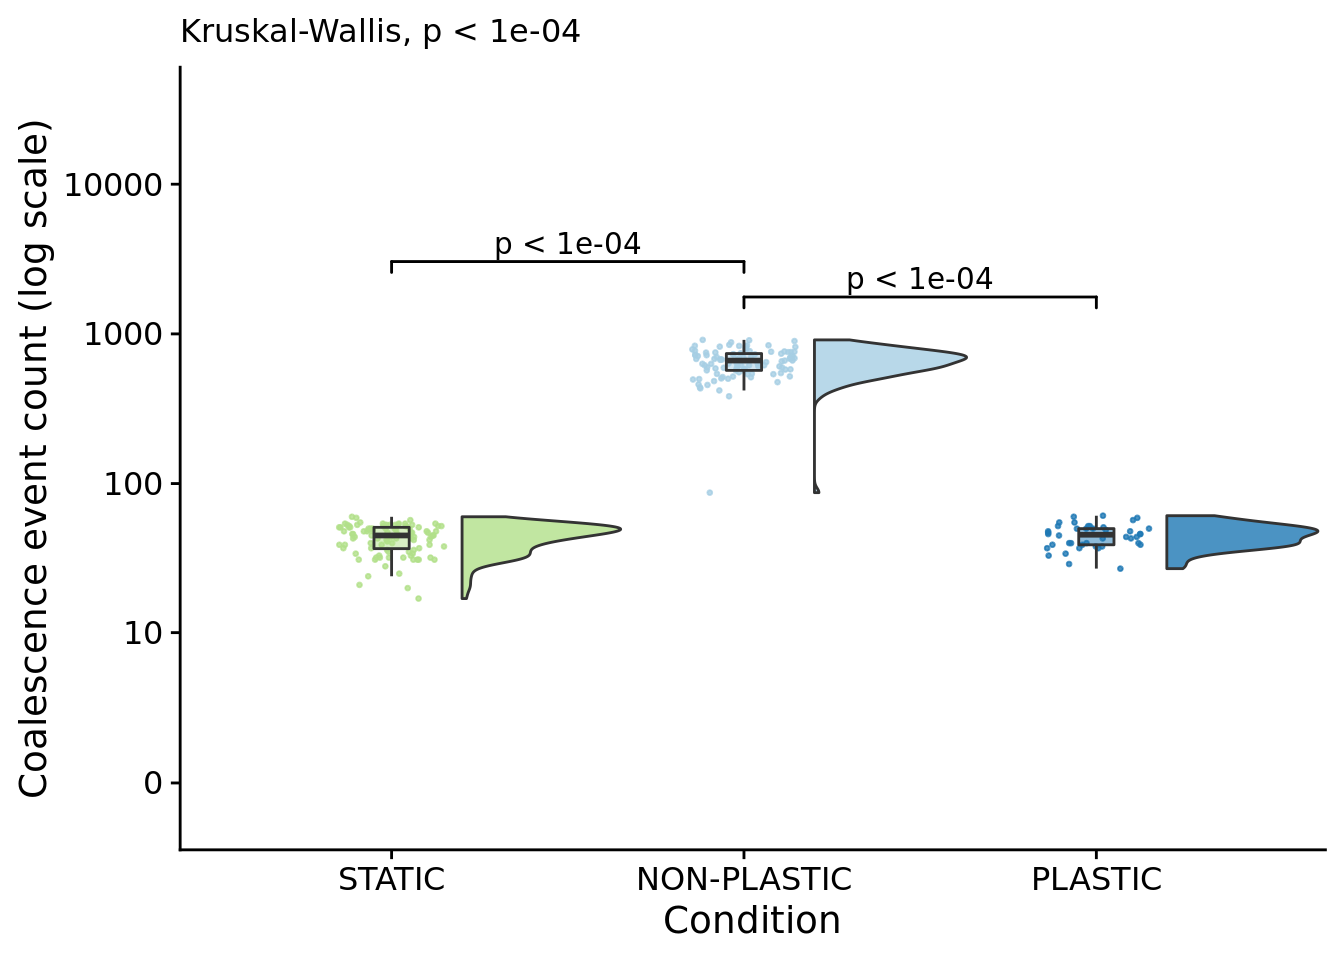 Kruskal-Wallis, p < 1e-04
Coalescence event count (log scale)
10000
1000
100
10
0
p < 1e-04
p < 1e-04
STATIC
NON-PLASTIC
PLASTIC
Condition